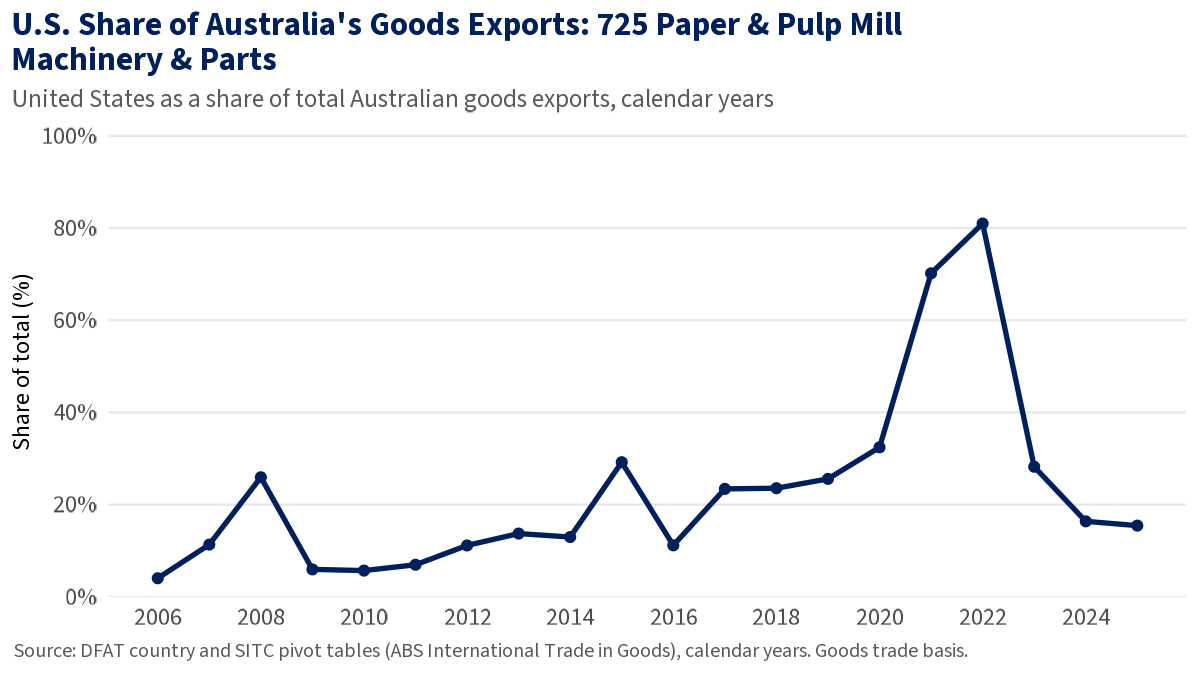 U.S. Share of Australia's Goods Exports: 725 Paper & Pulp Mill
Machinery & Parts
United States as a share of total Australian goods exports, calendar years
Share of total (%)
100%
80%
60%
40%
20%
0%
2006 2008 2010 2012 2014 2016 2018 2020 2022 2024
Source: DFAT country and SITC pivot tables (ABS International Trade in Goods), calendar years. Goods trade basis.